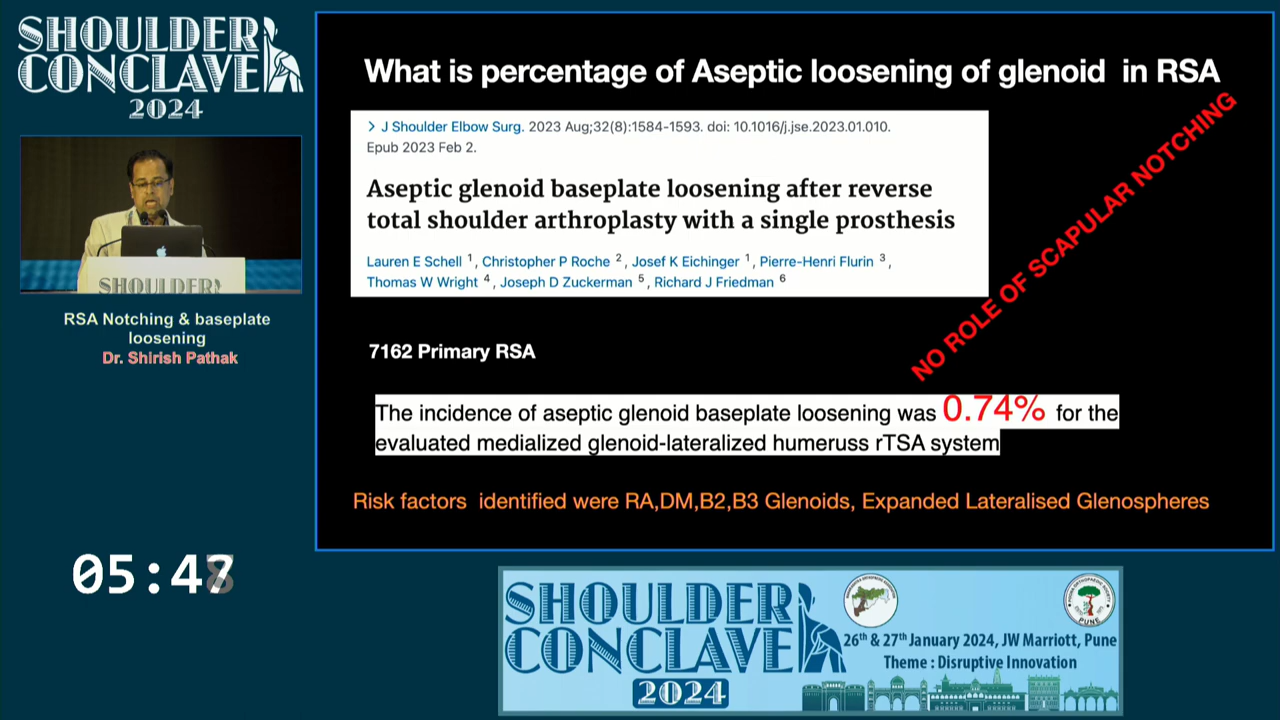 SHOULDER
CONCLAVE
2024
SHOULDER
RSA Notching & baseplate
loosening
Dr. Shirish Pathak
05:47
What is percentage of Aseptic loosening of glenoid in RSA
> J Shoulder Elbow Surg. 2023 Aug;32(8):1584-1593. doi: 10.1016/j.jse.2023.01.010.
Epub 2023 Feb 2.
Aseptic glenoid baseplate loosening after reverse
total shoulder arthroplasty with a single prosthesis
Lauren E Schell 1, Christopher P Roche 2, Josef K Eichinger 1, Pierre-Henri Flurin 3,
Thomas W Wright 4, Joseph D Zuckerman 5, Richard J Friedman 6
NO ROLE OF SCAPULAR NOTCHING
7162 Primary RSA
The incidence of aseptic glenoid baseplate loosening was 0.74% for the
evaluated medialized glenoid-lateralized humeruss rTSA system
Risk factors identified were RA,DM,B2,B3 Glenoids, Expanded Lateralised Glenospheres
SHOULDER
CONCLAVE
2024
PUNE
26th & 27th January 2024, JW Marriott, Pune
Theme : Disruptive Innovation